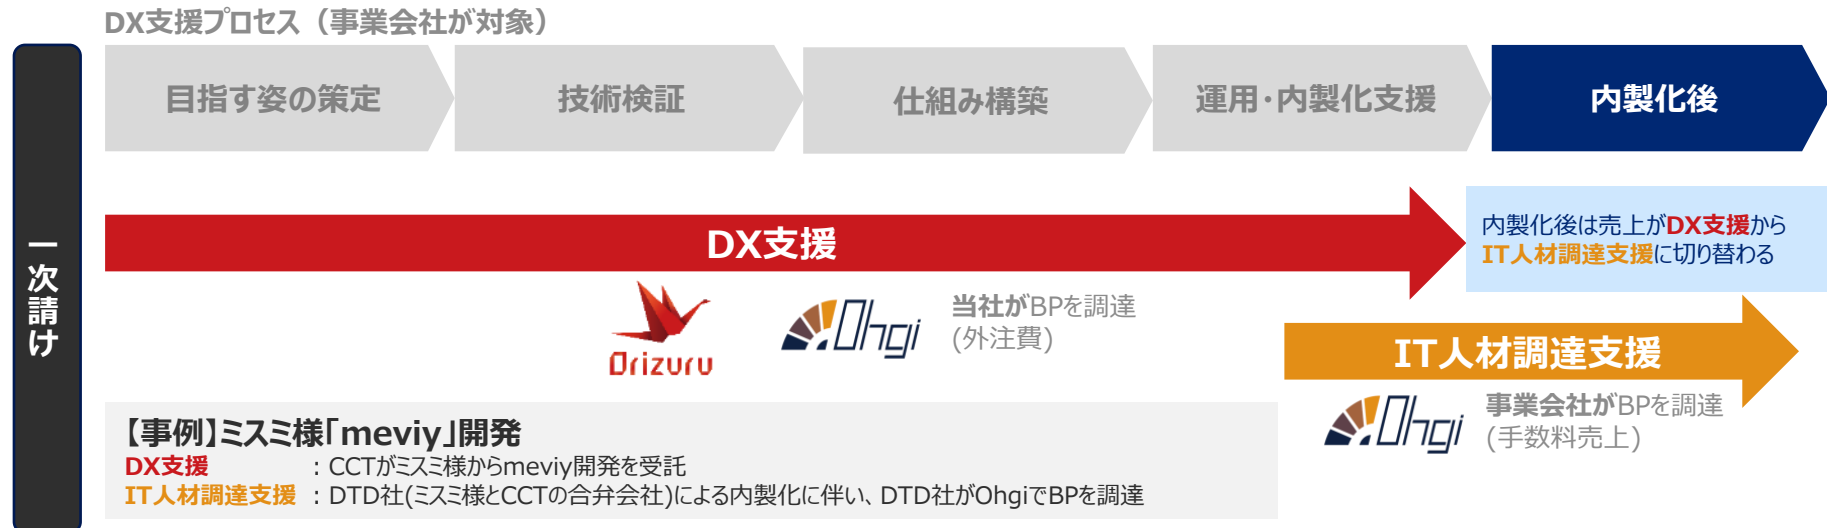 DX支援プロセス（事業会社が対象）
一次請け
目指す姿の策定
技術検証
仕組み構築
運用・内製化支援
内製化後
DX支援
内製化後は売上がDX支援から
IT人材調達支援に切り替わる
Orizuru
Ohgi
当社がBPを調達
(外注費)
IT人材調達支援
Ohgi
事業会社がBPを調達
(手数料売上)
【事例】ミスミ様「meviy」開発
DX支援 : CCTがミスミ様からmeviy開発を受託
IT人材調達支援 : DTD社(ミスミ様とCCTの合弁会社)による内製化に伴い、DTD社がOhgiでBPを調達